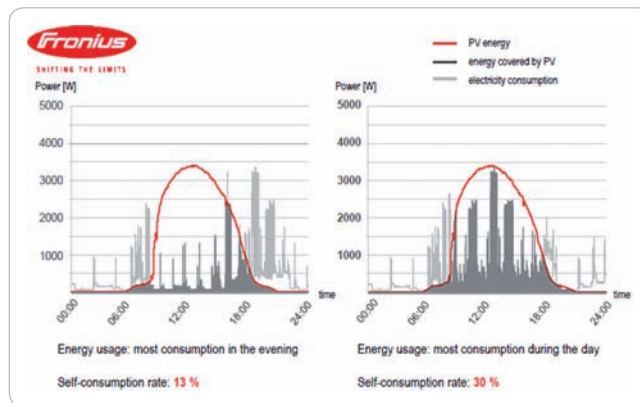 Fronius
SHIFTING THE LIMITS
PV energy
energy covered by PV
electricity consumption
Power [W]
5000
4000
3000
2000
1000
00:00
06:00
12:00
18:00
24:00
time
Energy usage: most consumption in the evening
Self-consumption rate: 13 %
Power [W]
5000
4000
3000
2000
1000
00:00
06:00
12:00
18:00
24:00
time
Energy usage: most consumption during the day
Self-consumption rate: 30 %